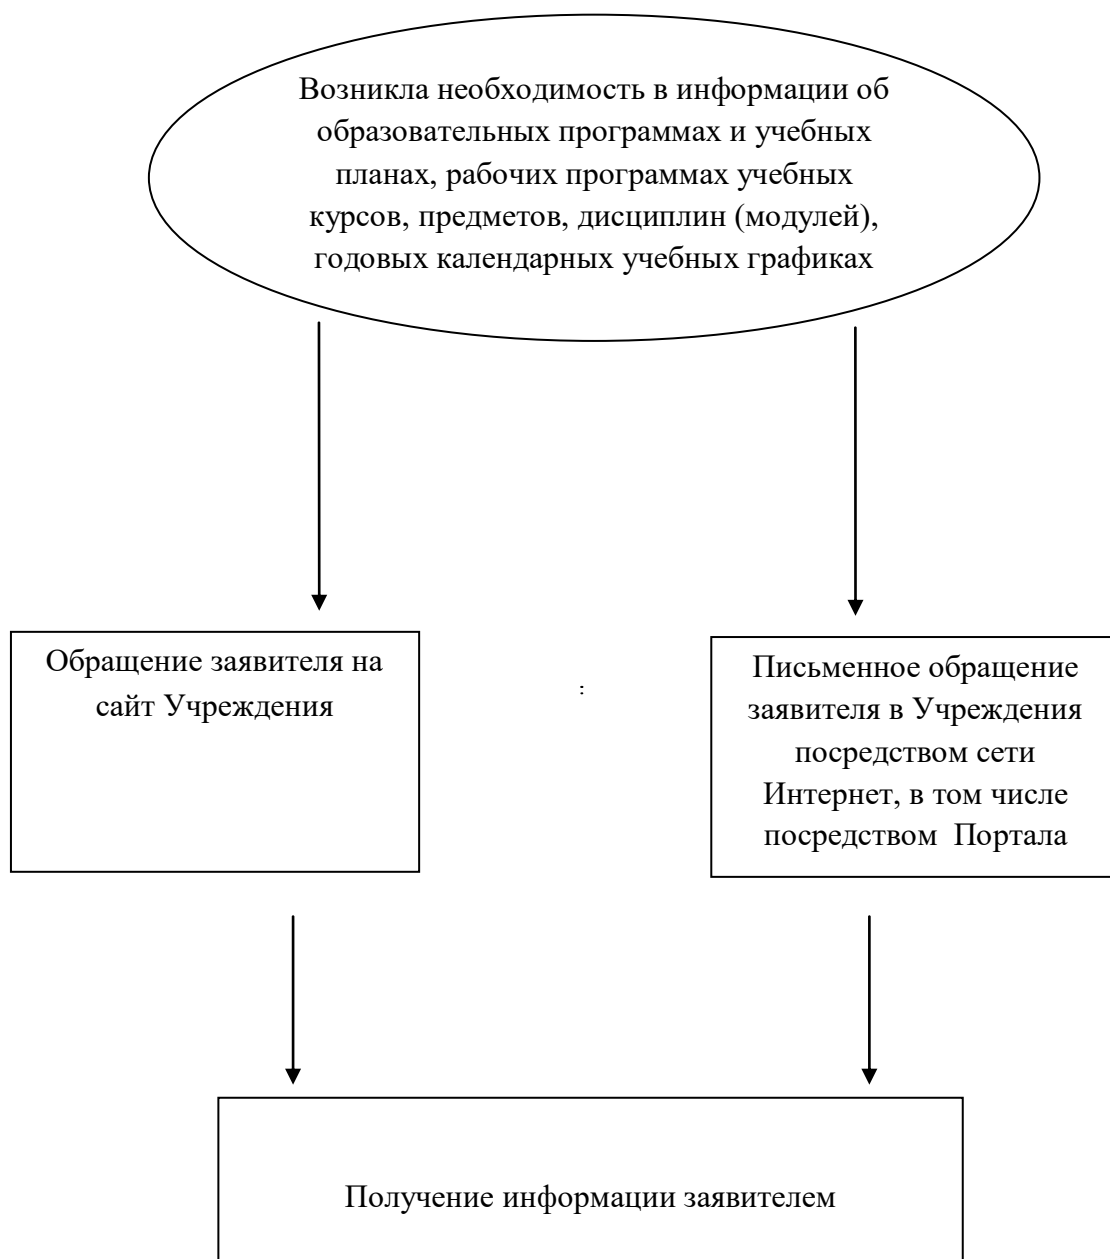 Возникла необходимость в информации об
образовательных программах и учебных
планах, рабочих программах учебных
курсов, предметов, дисциплин (модулей),
годовых календарных учебных графиках
Обращение заявителя на
сайт Учреждения
:
Письменное обращение
заявителя в Учреждения
посредством сети
Интернет, в том числе
посредством  Портала
Получение информации заявителем